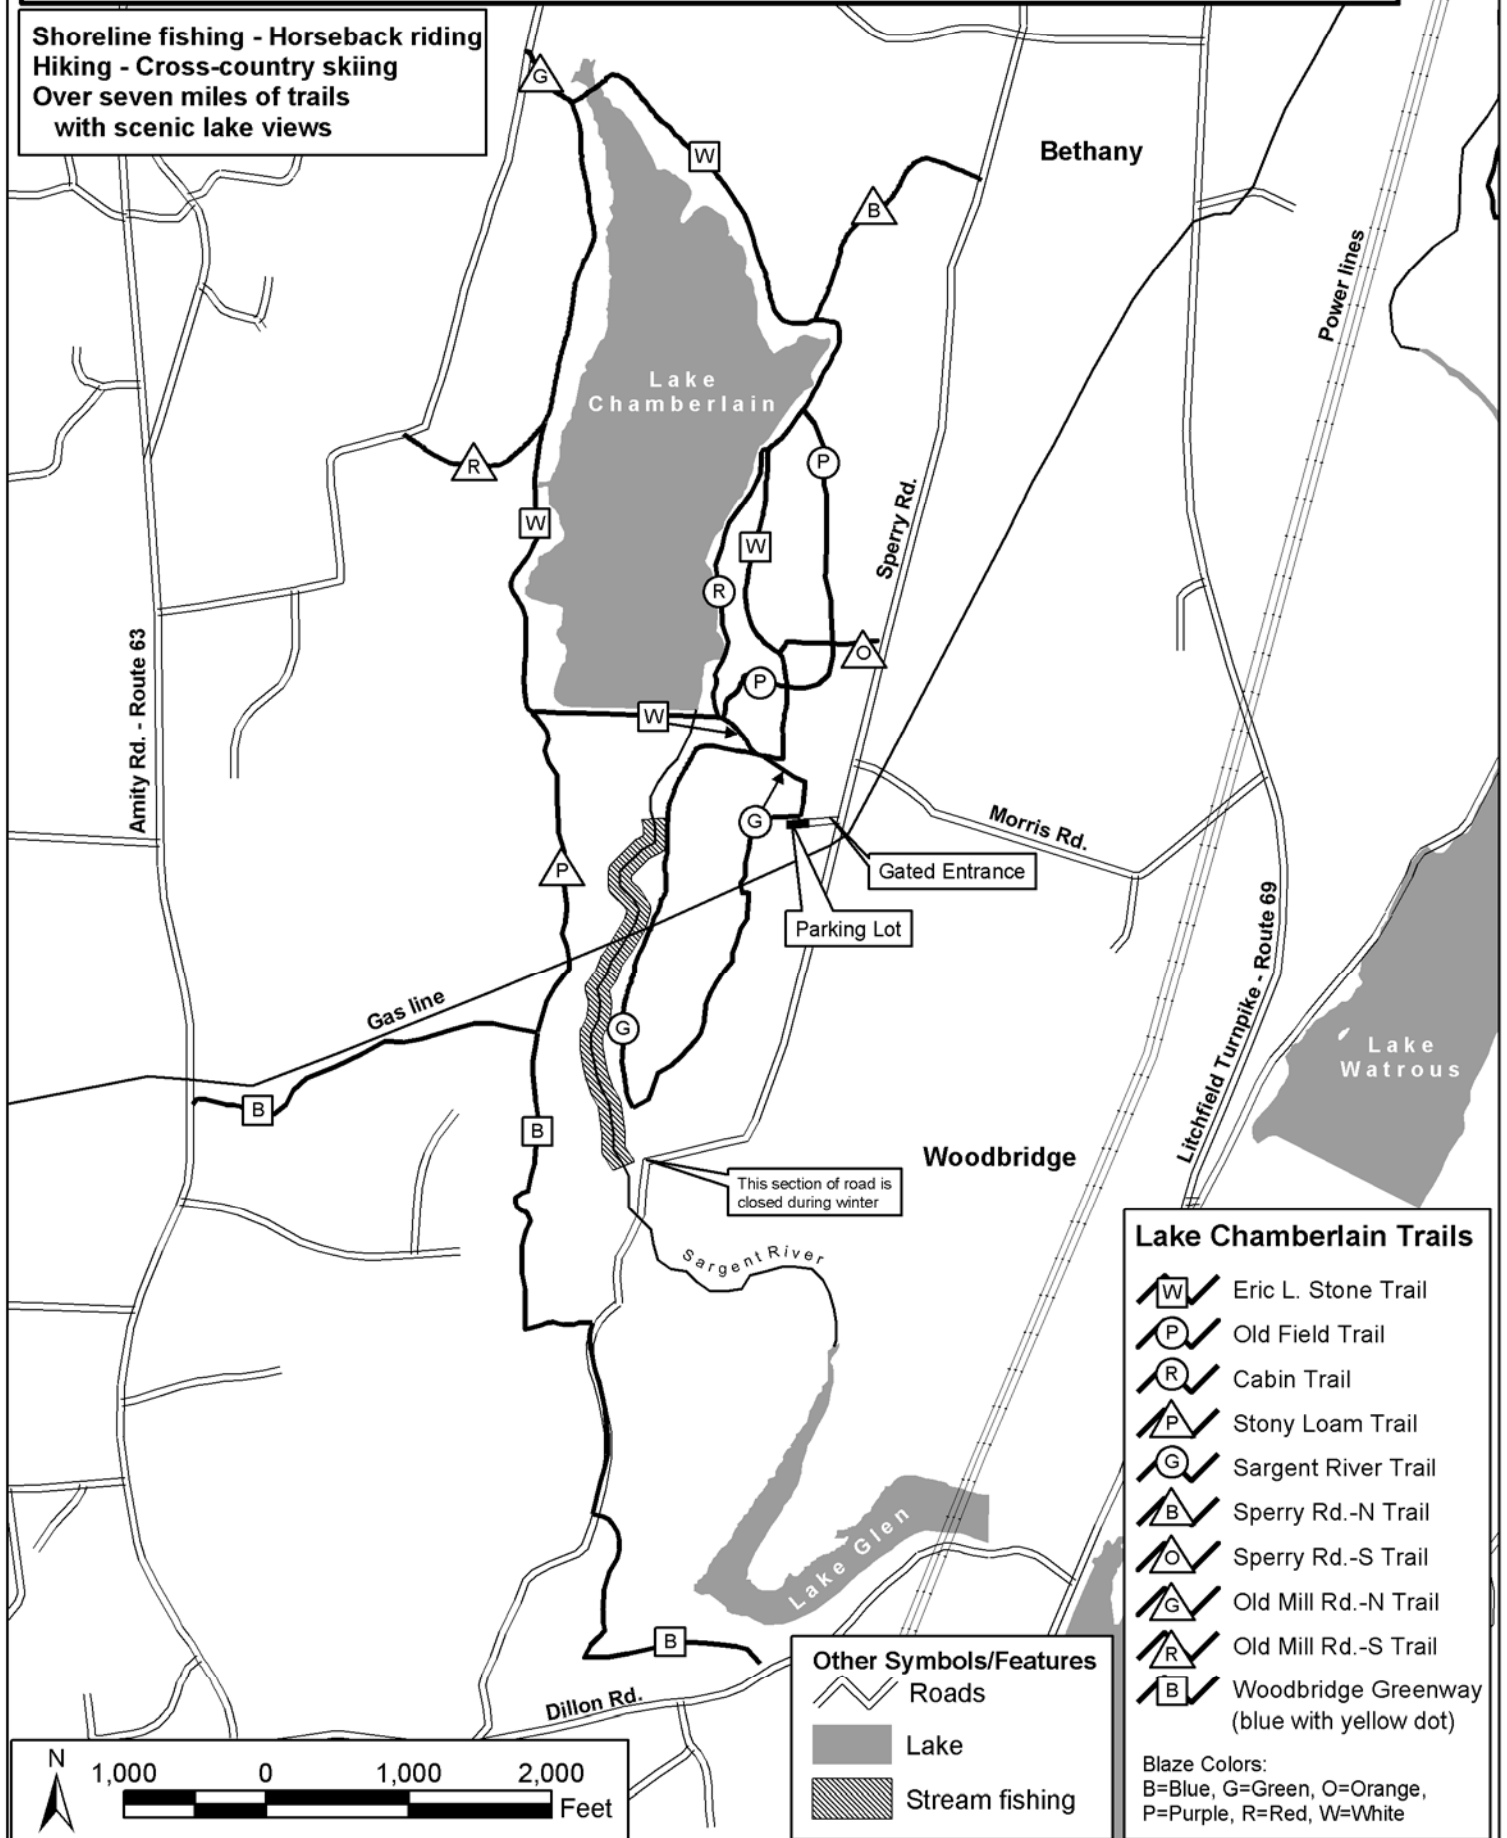 Shoreline fishing - Horseback riding
Hiking - Cross-country skiing
Over seven miles of trails
with scenic lake views
G
W
Bethany
B
Power lines
Lake
Chamberlain
P
R
W
W
Sperry Rd.
R
O
P
Amity Rd. - Route 63
W
G
Morris Rd.
P
Gated Entrance
Parking Lot
Litchfield Turnpike - Route 69
Gas line
G
Lake
Watrous
B
B
Woodbridge
This section of road is
closed during winter
Sargent River
Lake Glen
B
Dillon Rd.
Lake Chamberlain Trails
W Eric L. Stone Trail
P Old Field Trail
R Cabin Trail
P Stony Loam Trail
G Sargent River Trail
B Sperry Rd.-N Trail
O Sperry Rd.-S Trail
G Old Mill Rd.-N Trail
R Old Mill Rd.-S Trail
B Woodbridge Greenway
(blue with yellow dot)
Blaze Colors:
B=Blue, G=Green, O=Orange,
P=Purple, R=Red, W=White
Other Symbols/Features
Roads
Lake
Stream fishing
N
1,000 0 1,000 2,000
Feet